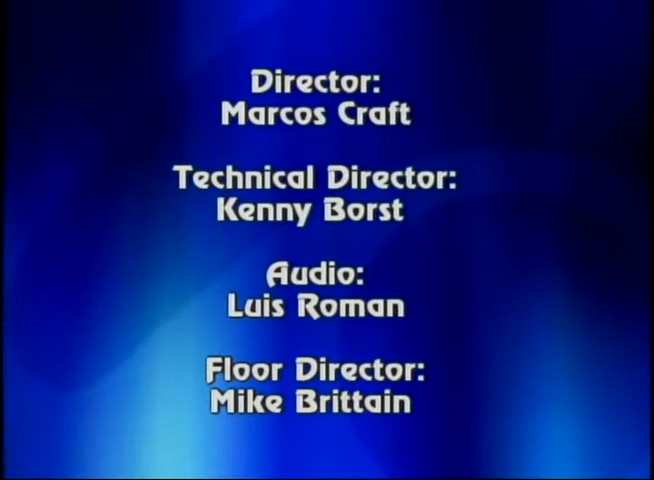 Director:
Marcos Craft
Technical Director:
Kenny Borst
Audio:
Luis Roman
Floor Director:
Mike Brittain